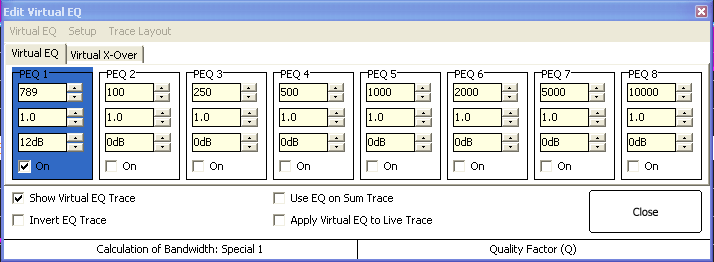 Edit Virtual EQ
Virtual EQ Setup Trace Layout
Virtual EQ Virtual X-Over
PEQ 1 PEQ 2 PEQ 3 PEQ 4 PEQ 5 PEQ 6 PEQ 7 PEQ 8
789 100 250 500 1000 2000 5000 10000
1.0 1.0 1.0 1.0 1.0 1.0 1.0 1.0
12dB 0dB 0dB 0dB 0dB 0dB 0dB 0dB
On On On On On On On On
Show Virtual EQ Trace Use EQ on Sum Trace
Invert EQ Trace Apply Virtual EQ to Live Trace
Close
Calculation of Bandwidth: Special 1 Quality Factor (Q)